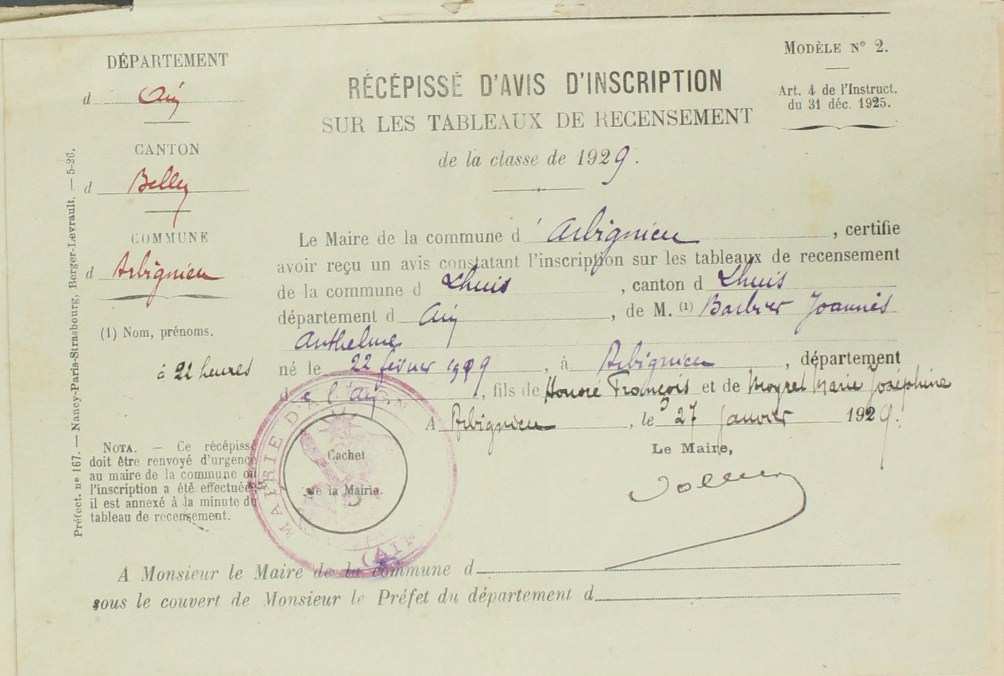 DÉPARTEMENT
d Ain
CANTON
d Belley
COMMUNE
d Arbignieu
(1) Nom, prénoms.
à 21 heures
NOTA. — Ce récépissé
doit être renvoyé d'urgence
au maire de la commune où
l'inscription a été effectuée;
il est annexé à la minute du
tableau de recensement.
Préfect. nº 167. — Nancy-Paris-Strasbourg, Berger-Levrault. — 5-26.
MODÈLE Nº 2.
Art. 4 de l'Instruct.
du 31 déc. 1925.
RÉCÉPISSÉ D'AVIS D'INSCRIPTION
SUR LES TABLEAUX DE RECENSEMENT
de la classe de 1929.
Le Maire de la commune d' Arbignieu, certifie
avoir reçu un avis constatant l'inscription sur les tableaux de recensement
de la commune d Lhuis, canton d Lhuis
département d Ain, de M. (1) Barbier Joannès
Anthelme
né le 22 février, à Arbignieu, département
d e l'Ain, fils de Honoré François et de Moyret Marie Joséphine
A Arbignieu, le 27 Janvier 1929.
Le Maire,
MAIRIE D'A
(AIN
Cachet
de la Mairie.
A Monsieur le Maire de la commune d
sous le couvert de Monsieur le Préfet du département d